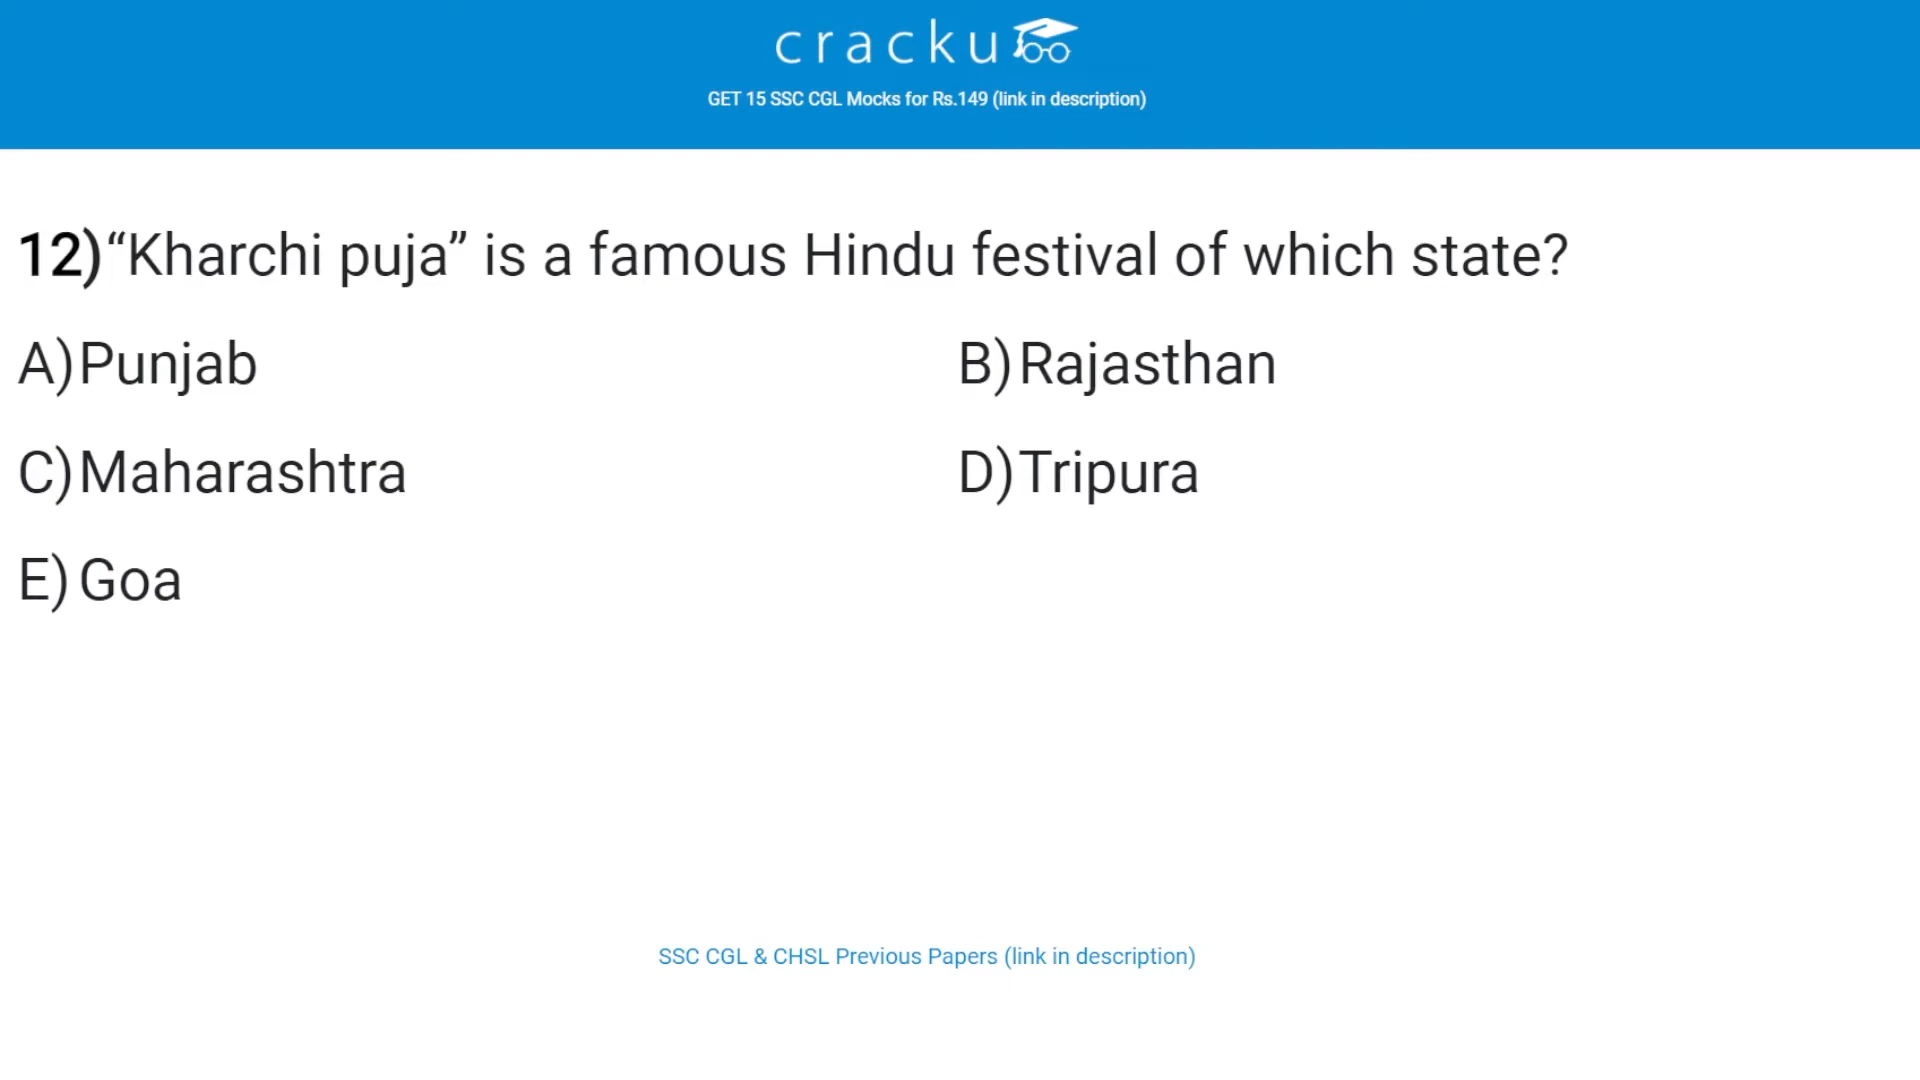 cracku
GET 15 SSC CGL Mocks for Rs.149 (link in description)
12)“Kharchi puja” is a famous Hindu festival of which state?
A)Punjab
B)Rajasthan
C)Maharashtra
D)Tripura
E)Goa
SSC CGL & CHSL Previous Papers (link in description)